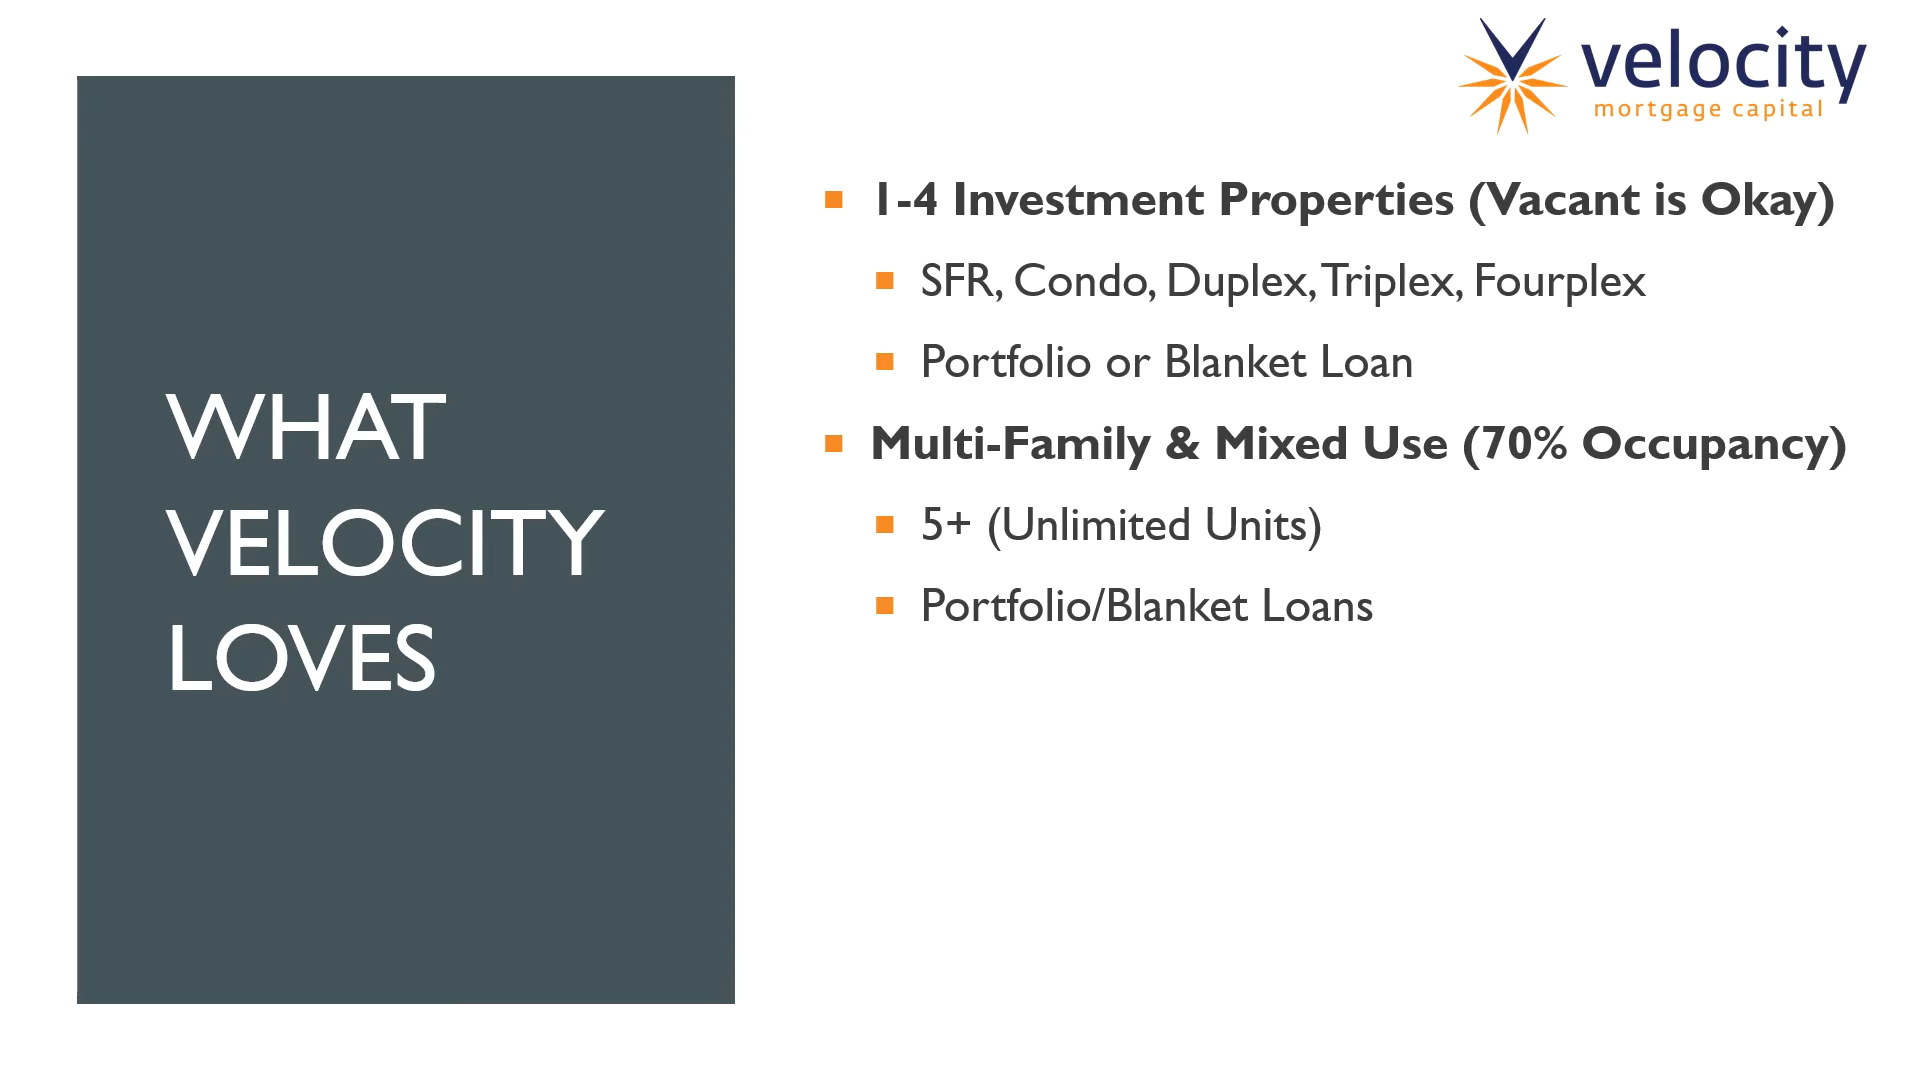 velocity
mortgage capital
WHAT
VELOCITY
LOVES
1-4 Investment Properties (Vacant is Okay)
SFR, Condo, Duplex, Triplex, Fourplex
Portfolio or Blanket Loan
Multi-Family & Mixed Use (70% Occupancy)
5+ (Unlimited Units)
Portfolio/Blanket Loans